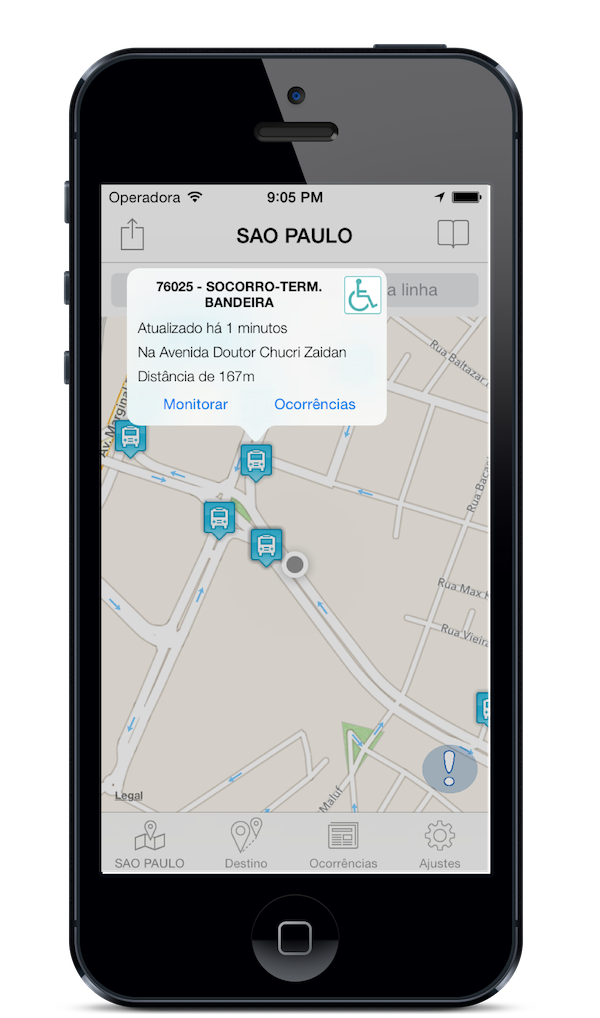 Operadora
9:05 PM
SAO PAULO
a linha
76025 - SOCORRO-TERM.
BANDEIRA
Atualizado há 1 minutos
Na Avenida Doutor Chucri Zaidan
Distância de 167m
Monitorar
Ocorrências
Rua Baltazar
Av. Marginal
Rua Baca
Rua Max
Rua Vieira
Maluf
Legal
SAO PAULO
Destino
Ocorrências
Ajustes